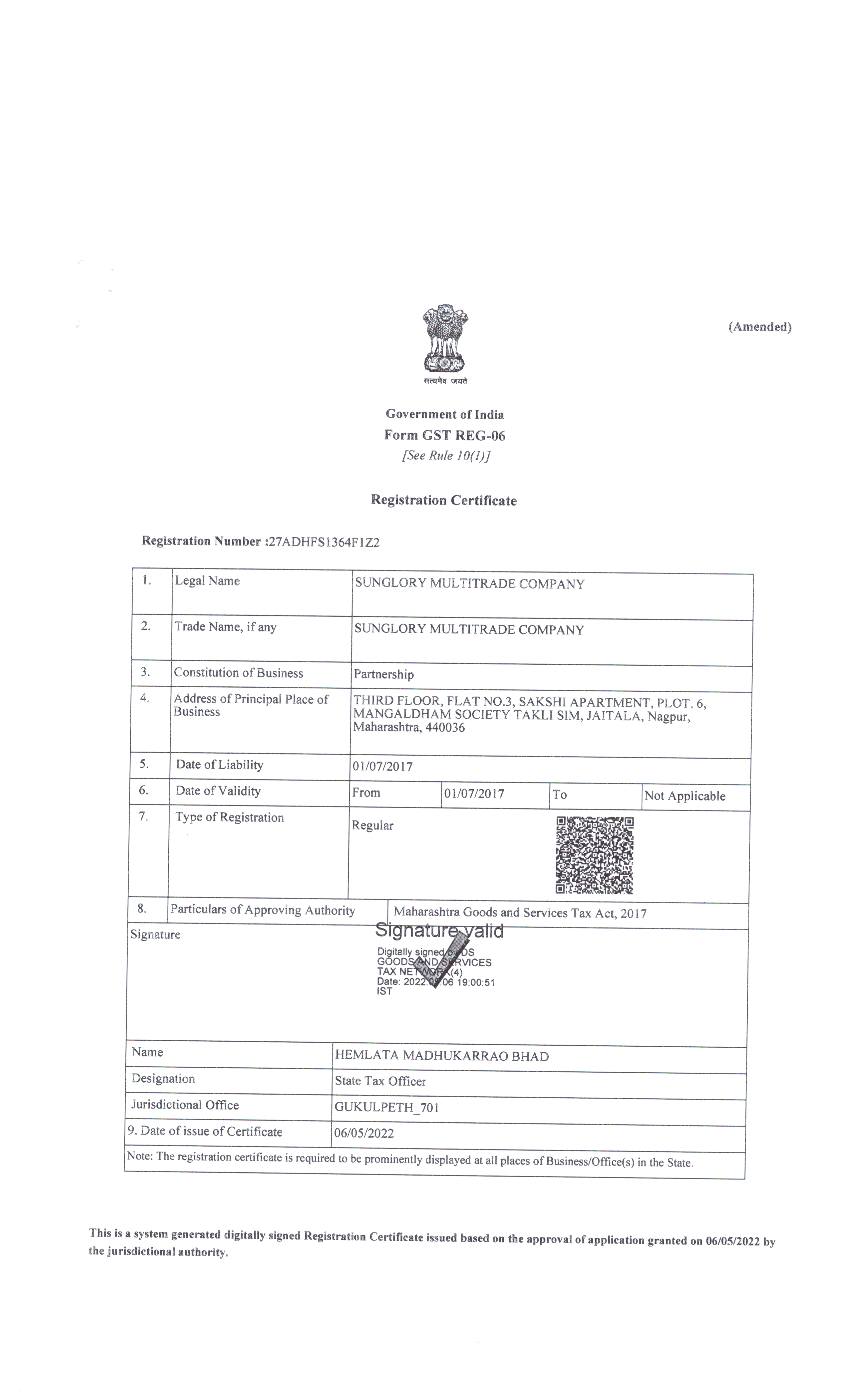 (Amended)
सत्यमेव जयते
Government of India
Form GST REG-06
[See Rule 10(1)]
Registration Certificate
Registration Number :27ADHFS1364F1Z2
1. Legal Name SUNGLORY MULTITRADE COMPANY
2. Trade Name, if any SUNGLORY MULTITRADE COMPANY
3. Constitution of Business Partnership
4. Address of Principal Place of Business THIRD FLOOR, FLAT NO.3, SAKSHI APARTMENT, PLOT. 6,
MANGALDHAM SOCIETY TAKLI SIM, JAITALA, Nagpur,
Maharashtra, 440036
5. Date of Liability 01/07/2017
6. Date of Validity From 01/07/2017 To Not Applicable
7. Type of Registration Regular
8. Particulars of Approving Authority Maharashtra Goods and Services Tax Act, 2017
Signature
Signature valid
Digitally signed by DS
GOODS AND SERVICES
TAX NETWORK(4)
Date: 2022.05.06 19:00:51
IST
Name HEMLATA MADHUKARRAO BHAD
Designation State Tax Officer
Jurisdictional Office GUKULPETH_701
9. Date of issue of Certificate 06/05/2022
Note: The registration certificate is required to be prominently displayed at all places of Business/Office(s) in the State.
This is a system generated digitally signed Registration Certificate issued based on the approval of application granted on 06/05/2022 by
the jurisdictional authority.